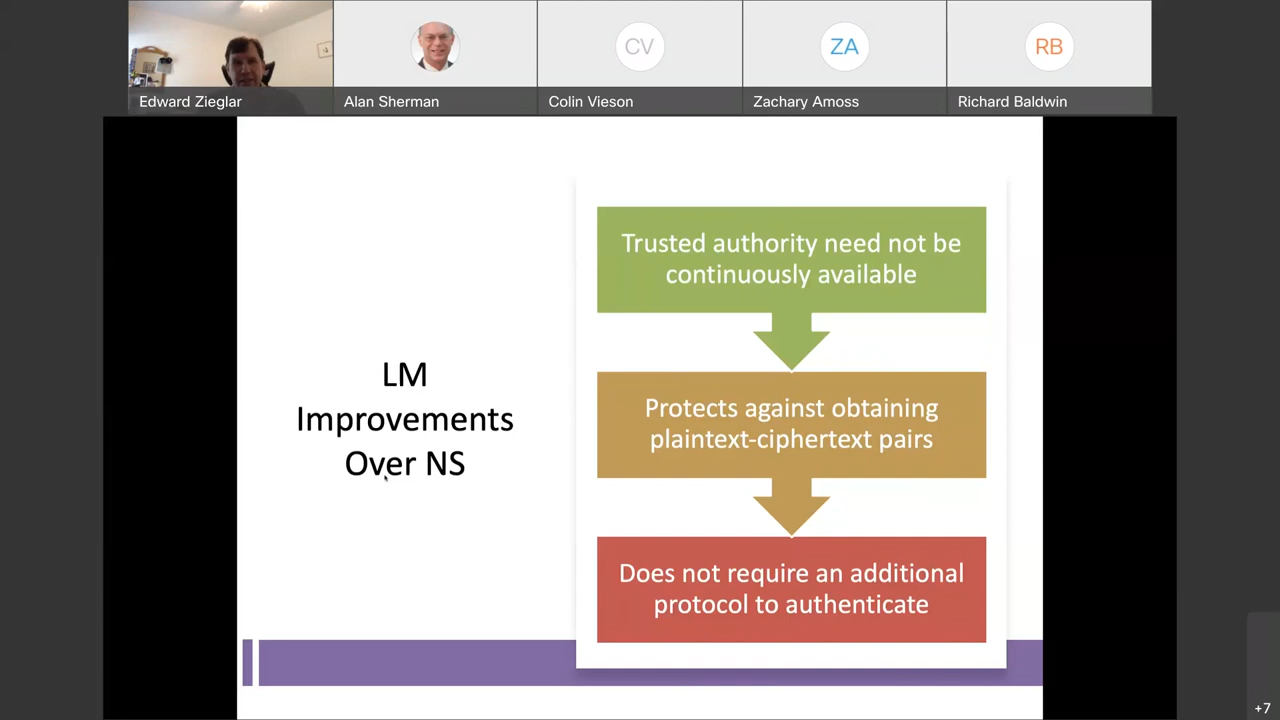 CV
ZA
RB
Edward Zieglar
Alan Sherman
Colin Vieson
Zachary Amoss
Richard Baldwin
LM
Improvements
Over NS
Trusted authority need not be
continuously available
Protects against obtaining
plaintext-ciphertext pairs
Does not require an additional
protocol to authenticate
+7